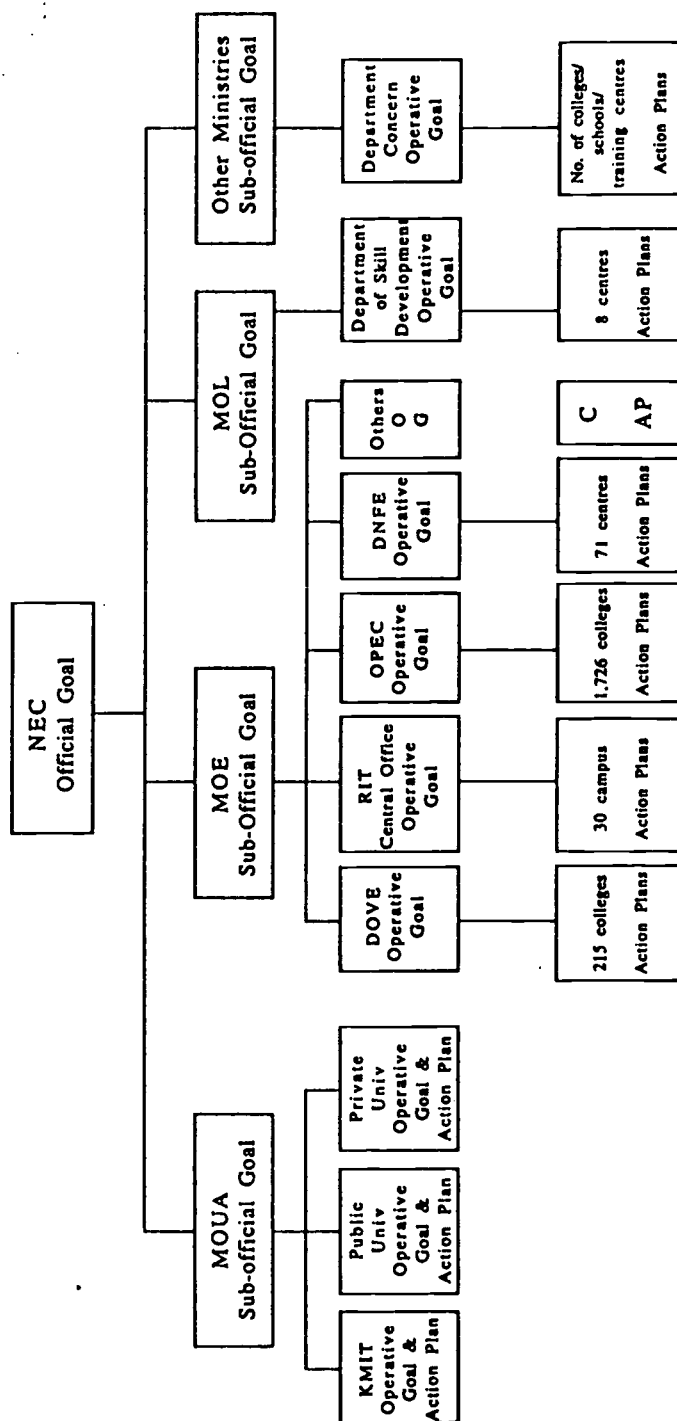 NEC
Official Goal
MOUA
Sub-official Goal
MOE
Sub-Official Goal
MOL
Sub-Official Goal
Other Ministries
Sub-official Goal
KMIT
Operative
Goal &
Action Plan
Public
Univ
Operative
Goal &
Action Plan
Private
Univ
Operative
Goal &
Action Plan
DOVE
Operative
Goal
RIT
Central Office
Operative
Goal
OPEC
Operative
Goal
DNFE
Operative
Goal
Others
O
G
Department
of Skill
Development
Operative
Goal
Department
Concern
Operative
Goal
215 colleges
Action Plans
30 campus
Action Plans
1,726 colleges
Action Plans
71 centres
Action Plans
C
AP
8 centres
Action Plans
No. of colleges/
schools/
training centres
Action Plans